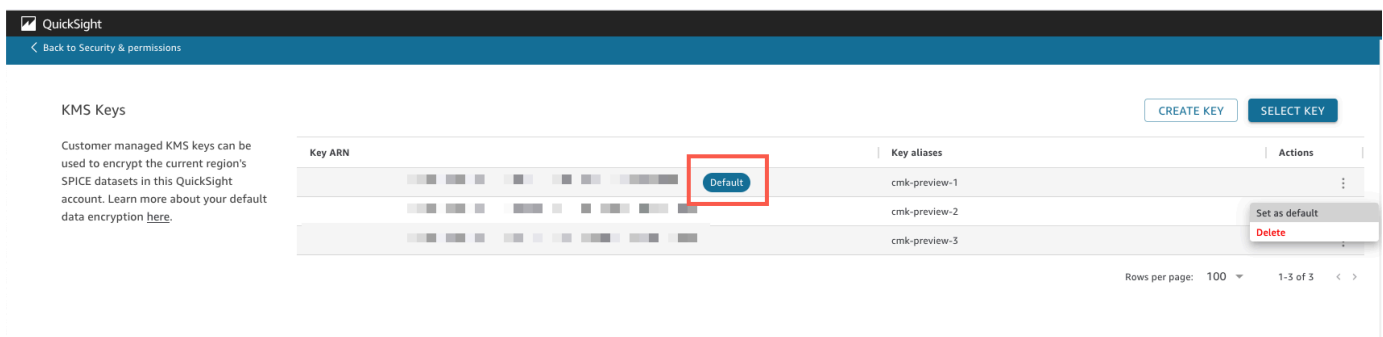 QuickSight
Back to Security & permissions
KMS Keys
CREATE KEY
SELECT KEY
Customer managed KMS keys can be
used to encrypt the current region's
SPICE datasets in this QuickSight
account. Learn more about your default
data encryption here.
Key ARN Key aliases Actions
Default cmk-preview-1
cmk-preview-2
Set as default
Delete
cmk-preview-3
Rows per page: 100 1-3 of 3